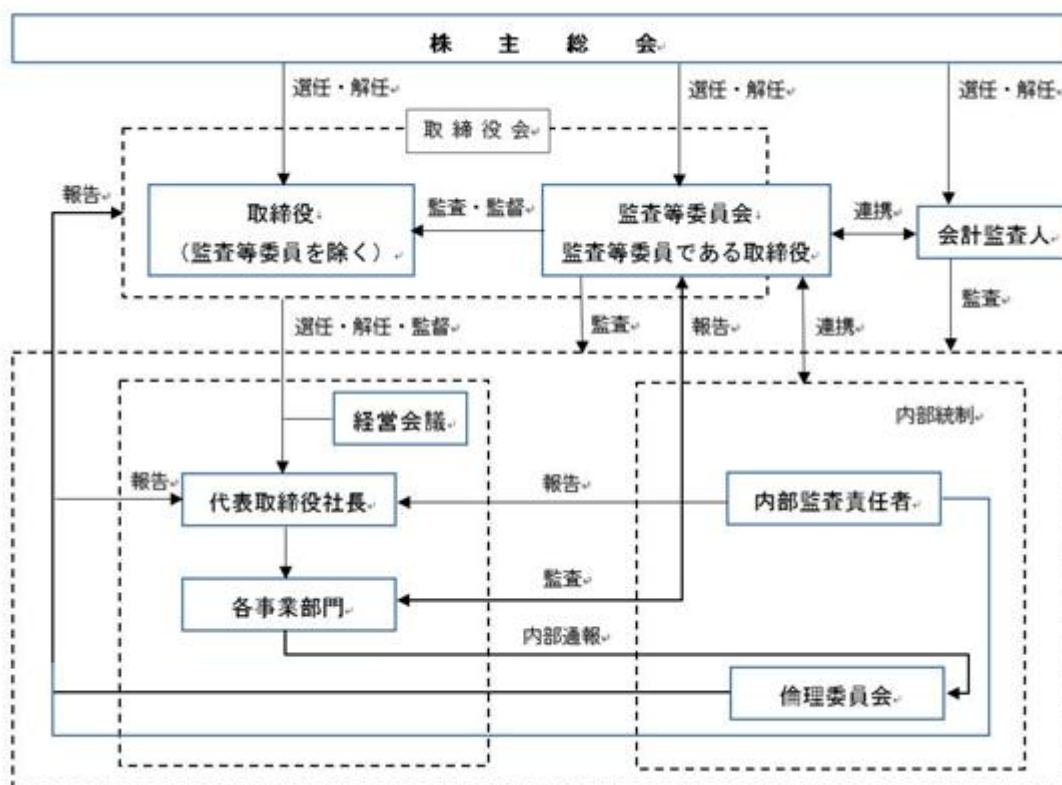 株主総会
選任・解任
選任・解任
選任・解任
取締役会
報告
取締役
（監査等委員を除く）
監査・監督
監査等委員会
監査等委員である取締役
連携
会計監査人
選任・解任・監督
監査
報告
連携
監査
経営会議
内部統制
報告
代表取締役社長
報告
内部監査責任者
監査
各事業部門
内部通報
倫理委員会